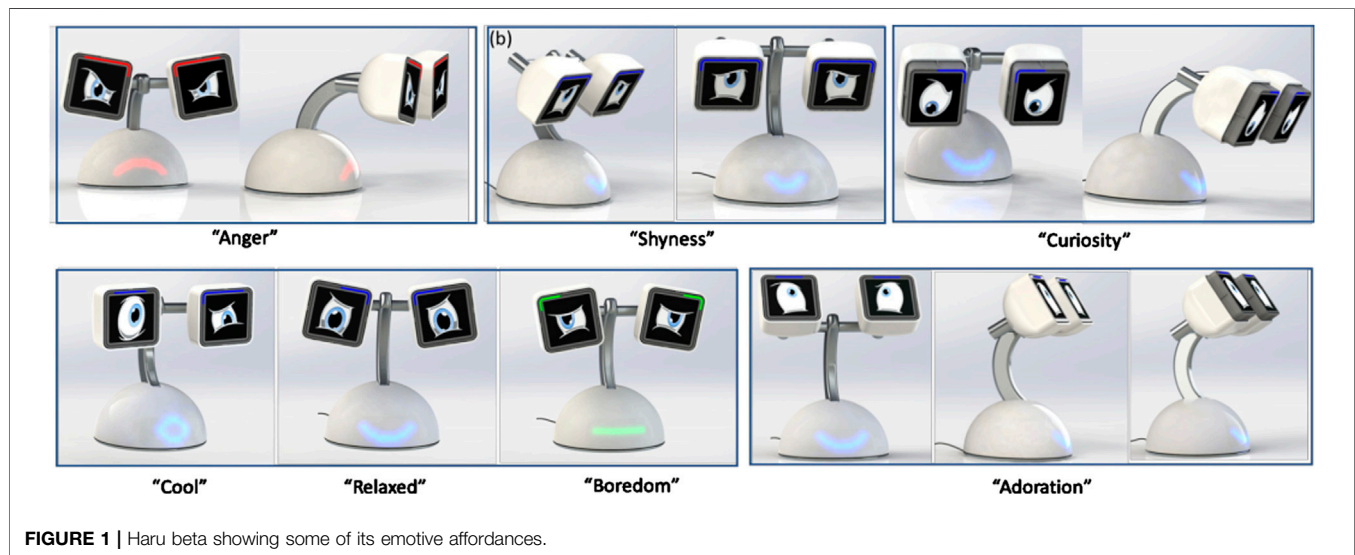 (b)
“Anger”
“Shyness”
“Curiosity”
“Cool”
“Relaxed”
“Boredom”
“Adoration”
FIGURE 1 | Haru beta showing some of its emotive affordances.